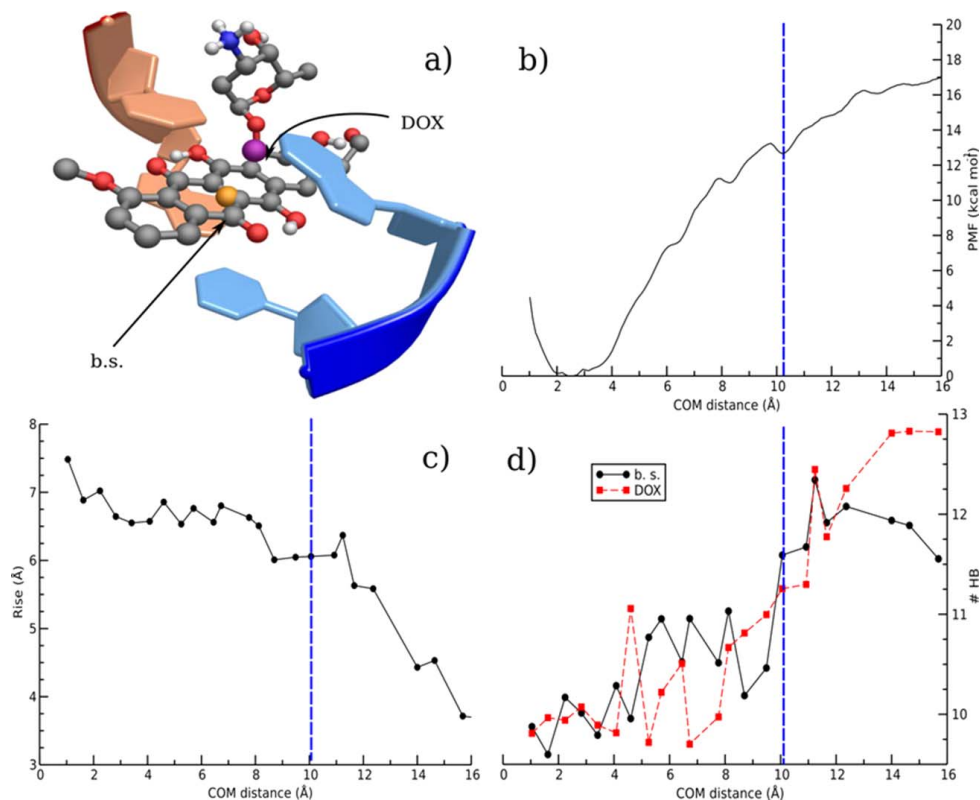 a)
DOX
b.s.
b)
20
18
16
14
12
10
8
6
4
2
0
PMF (kcal mol)
0 2 4 6 8 10 12 14 16
COM distance (Å)
c)
8
7
6
5
4
3
Rise (Å)
0 2 4 6 8 10 12 14 16
COM distance (Å)
d)
b. s.
DOX
13
12
11
10
# HB
0 2 4 6 8 10 12 14 16
COM distance (Å)